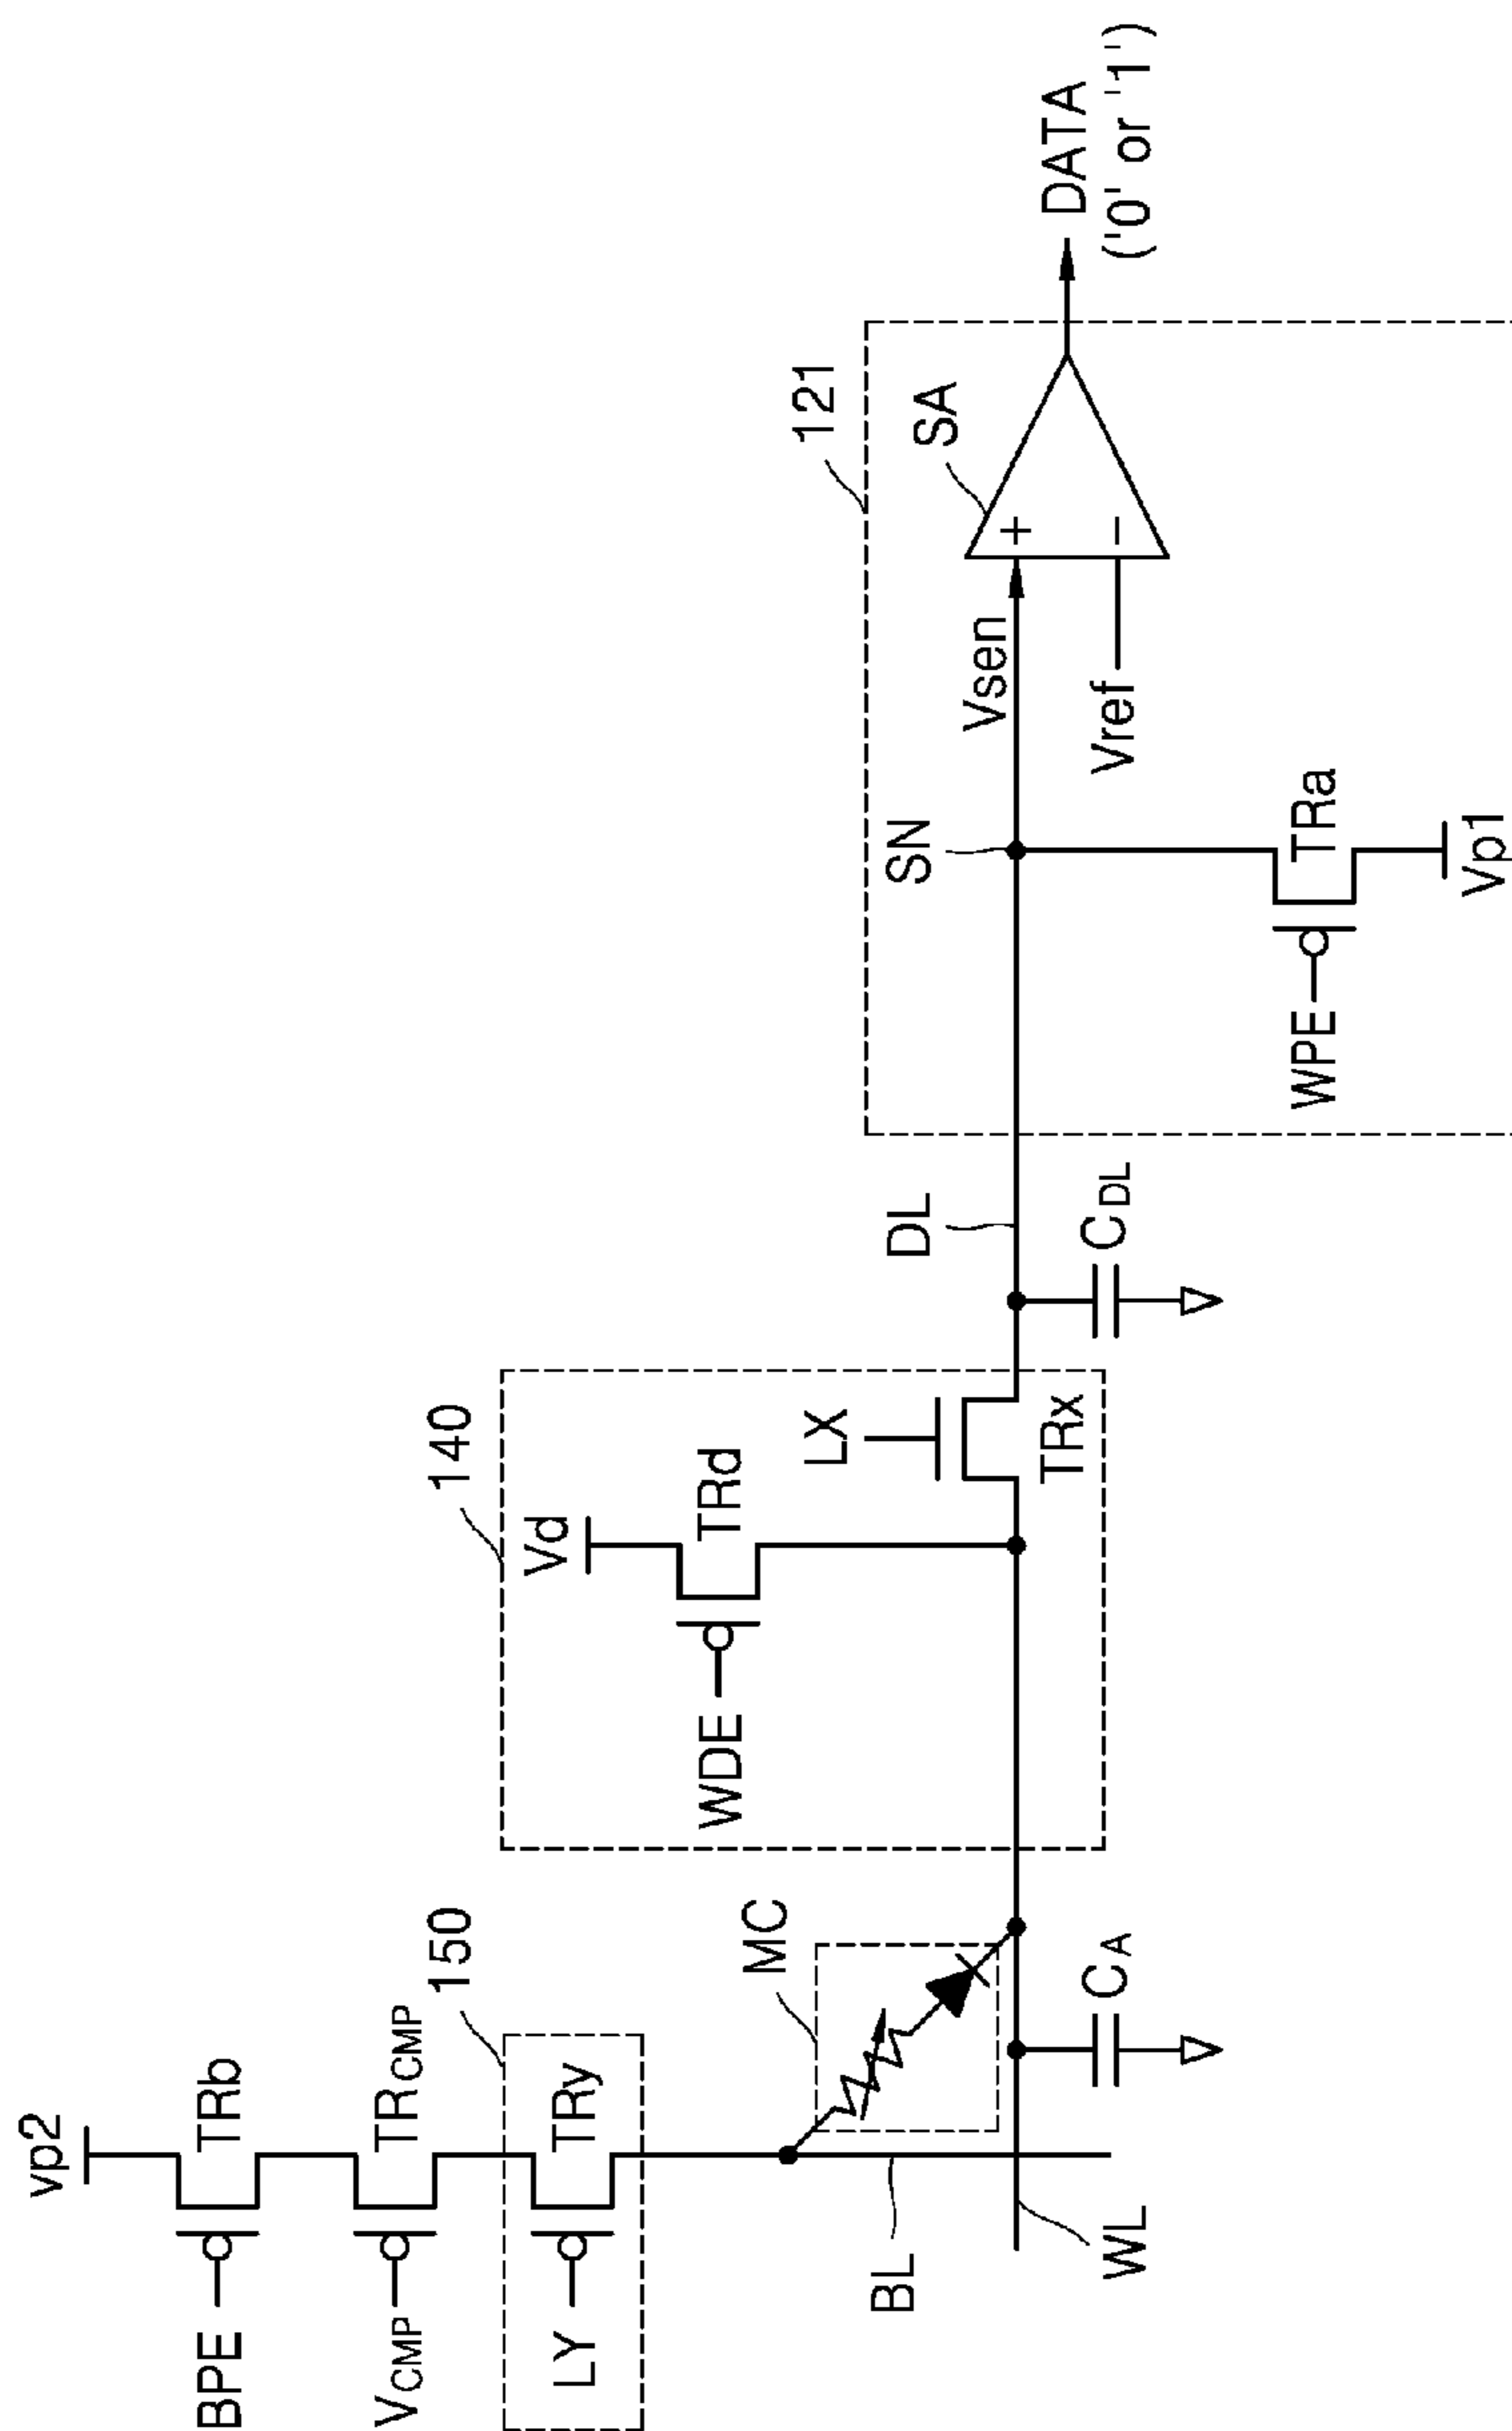 vp2
BPE
TRb
VCMP
TRCMP
150
LY
TRy
MC
BL
WL
CA
140
Vd
WDE
TRd
LX
TRx
DL
CDL
121
SN
WPE
TRa
Vp1
Vsen
Vref
SA
+
−
DATA
('0' or '1')